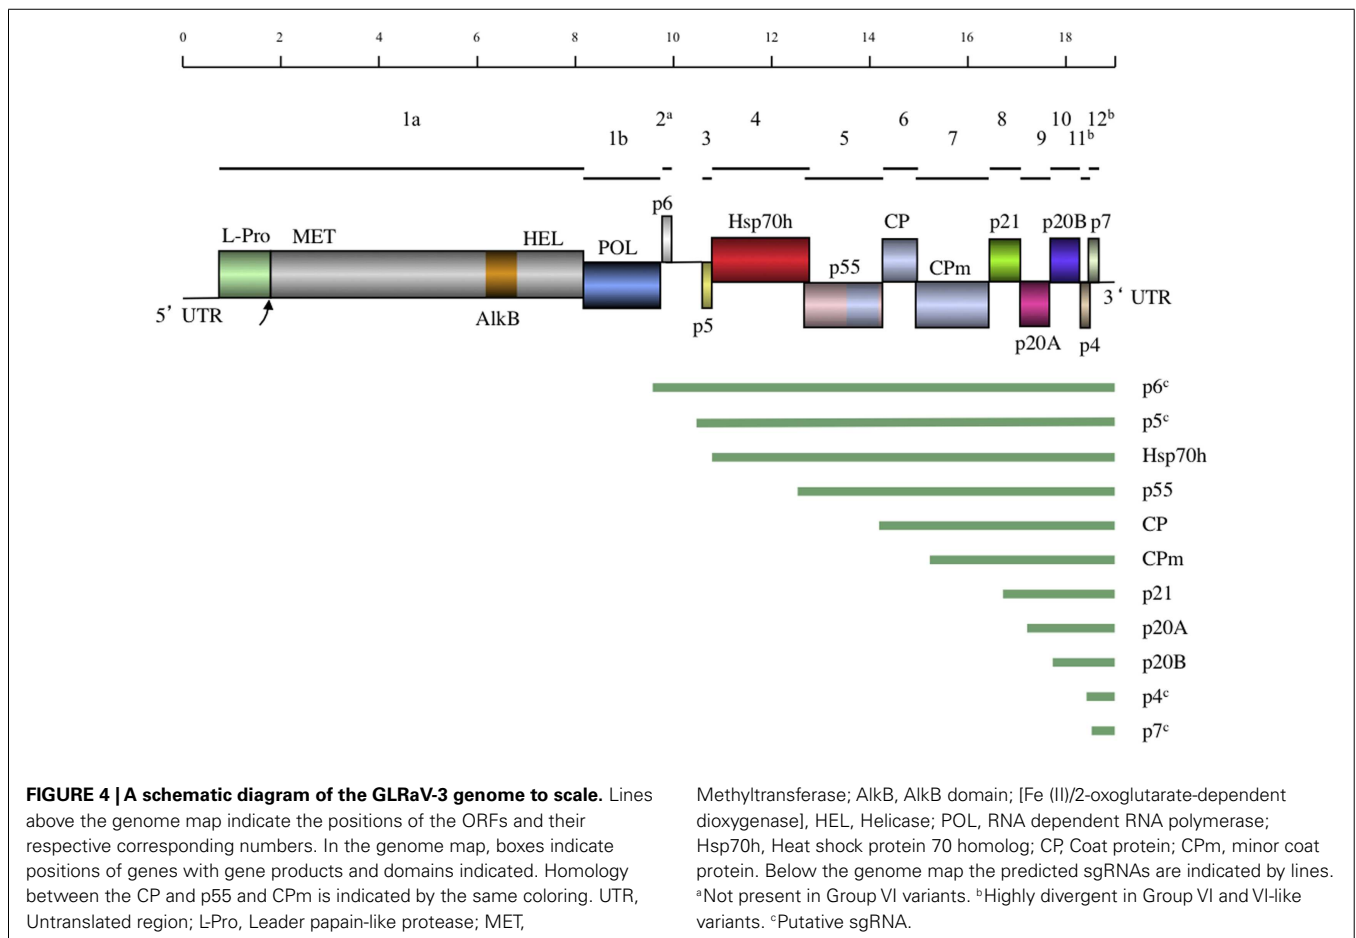 0 2 4 6 8 10 12 14 16 18
1a 2ᵃ 4 6 8 10 12ᵇ
1b 3 5 7 9 11ᵇ
p6
L-Pro MET HEL POL Hsp70h p55 CP CPm p21 p20B p7
5' UTR AlkB p5 p20A p4 3' UTR
p6ᶜ
p5ᶜ
Hsp70h
p55
CP
CPm
p21
p20A
p20B
p4ᶜ
p7ᶜ
FIGURE 4 | A schematic diagram of the GLRaV-3 genome to scale. Lines
above the genome map indicate the positions of the ORFs and their
respective corresponding numbers. In the genome map, boxes indicate
positions of genes with gene products and domains indicated. Homology
between the CP and p55 and CPm is indicated by the same coloring. UTR,
Untranslated region; L-Pro, Leader papain-like protease; MET,
Methyltransferase; AlkB, AlkB domain; [Fe (II)/2-oxoglutarate-dependent
dioxygenase], HEL, Helicase; POL, RNA dependent RNA polymerase;
Hsp70h, Heat shock protein 70 homolog; CP, Coat protein; CPm, minor coat
protein. Below the genome map the predicted sgRNAs are indicated by lines.
ᵃNot present in Group VI variants. ᵇHighly divergent in Group VI and VI-like
variants. ᶜPutative sgRNA.